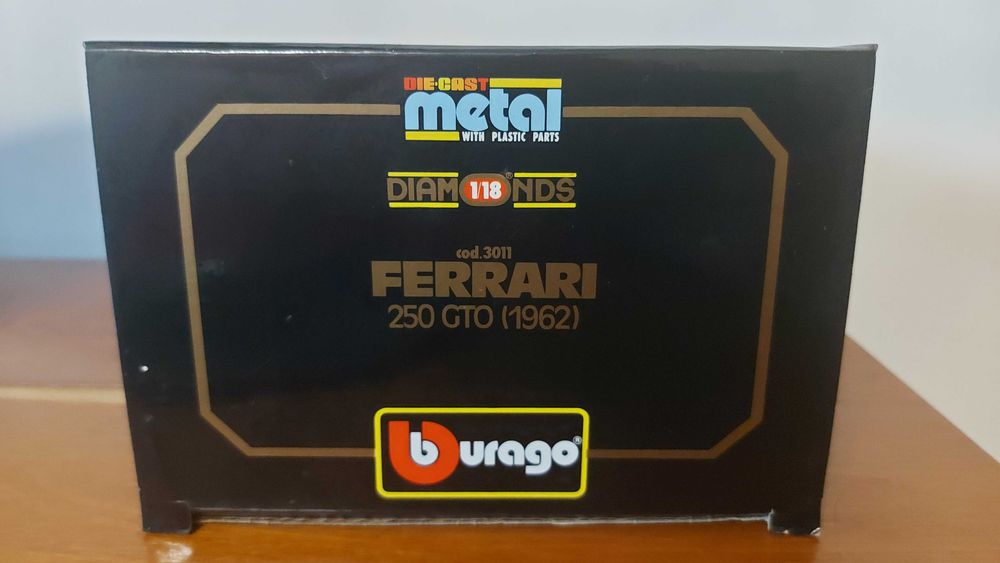 DIE-CAST
metal
WITH PLASTIC PARTS
DIAM 1/18 ® NDS
cod.3011
FERRARI
250 GTO (1962)
burago®